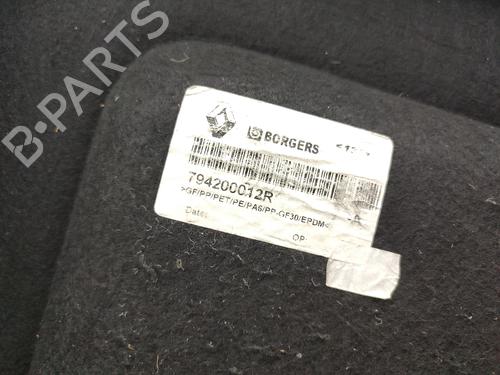 B-PARTS
BORGERS
794200012R
>GF/PP/PET/PE/PA6/PP-GF30/EPDM<
Date:
OP: